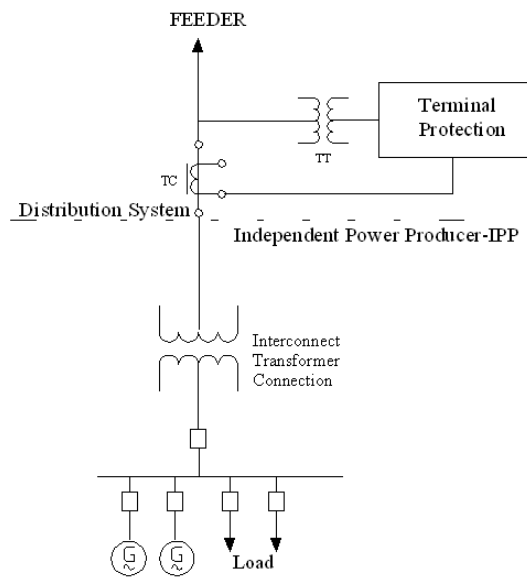 FEEDER
Terminal
Protection
TT
TC
Distribution System
Independent Power Producer-IPP
Interconnect
Transformer
Connection
G
G
Load